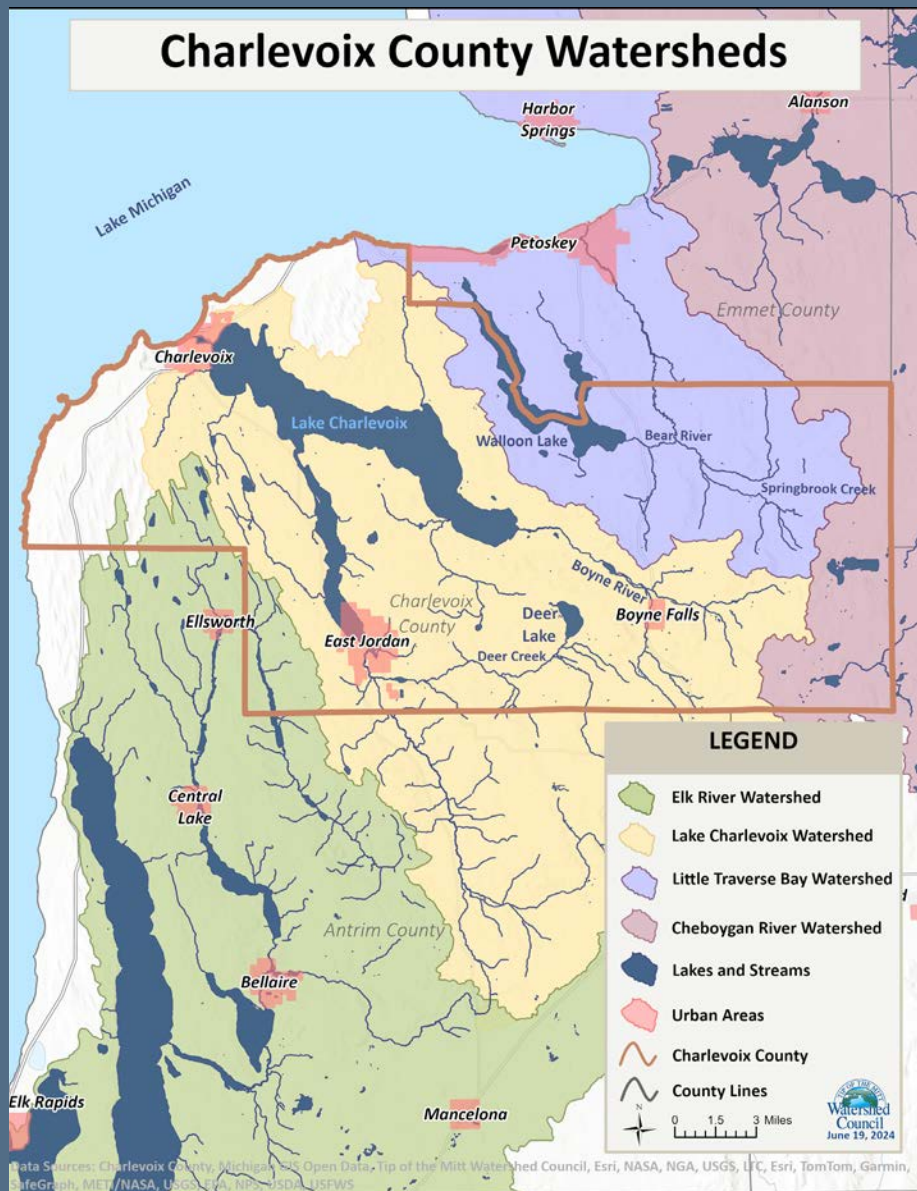 Charlevoix County Watersheds
Harbor
Springs
Alanson
Lake Michigan
Petoskey
Emmet County
Charlevoix
Lake Charlevoix
Walloon Lake
Bear River
Springbrook Creek
Boyne River
Ellsworth
Charlevoix
County
Deer
Lake
Boyne Falls
East Jordan
Deer Creek
LEGEND
Elk River Watershed
Lake Charlevoix Watershed
Little Traverse Bay Watershed
Cheboygan River Watershed
Lakes and Streams
Urban Areas
Charlevoix County
County Lines
N
0 1.5 3 Miles
TIP OF THE MITT
Watershed
Council
June 19, 2024
Central
Lake
Antrim County
Bellaire
Elk Rapids
Mancelona
d
Data Sources: Charlevoix County, Michigan GIS Open Data, Tip of the Mitt Watershed Council, Esri, NASA, NGA, USGS, LTC, Esri, TomTom, Garmin,
SafeGraph, METI/NASA, USGS, EPA, NPS, USDA, USFWS